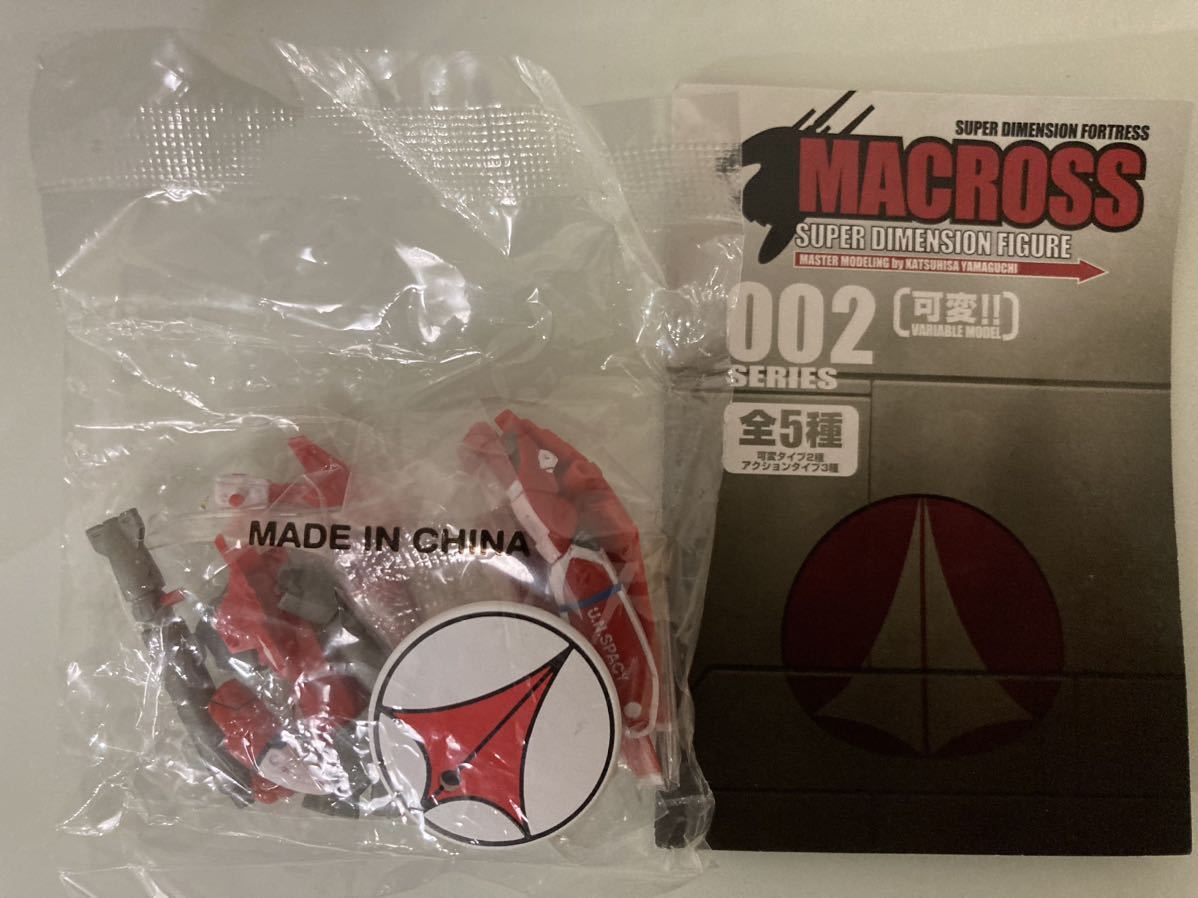 SUPER DIMENSION FORTRESS
MACROSS
SUPER DIMENSION FIGURE
MASTER MODELING by KATSUHISA YAMAGUCHI
002
SERIES
可変!!
VARIABLE MODEL
全5種
可変タイプ2種
アクションタイプ3種
MADE IN CHINA
U.N.SPACY